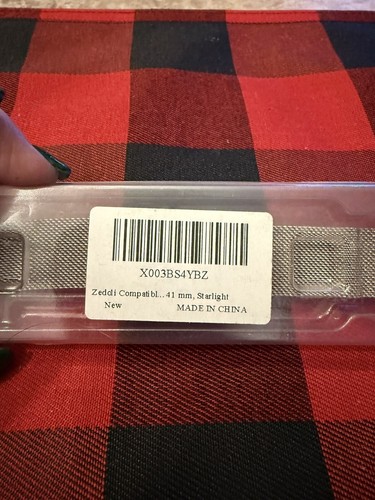 X003BS4YBZ
Zeddi Compatibl... 41 mm, Starlight
New MADE IN CHINA